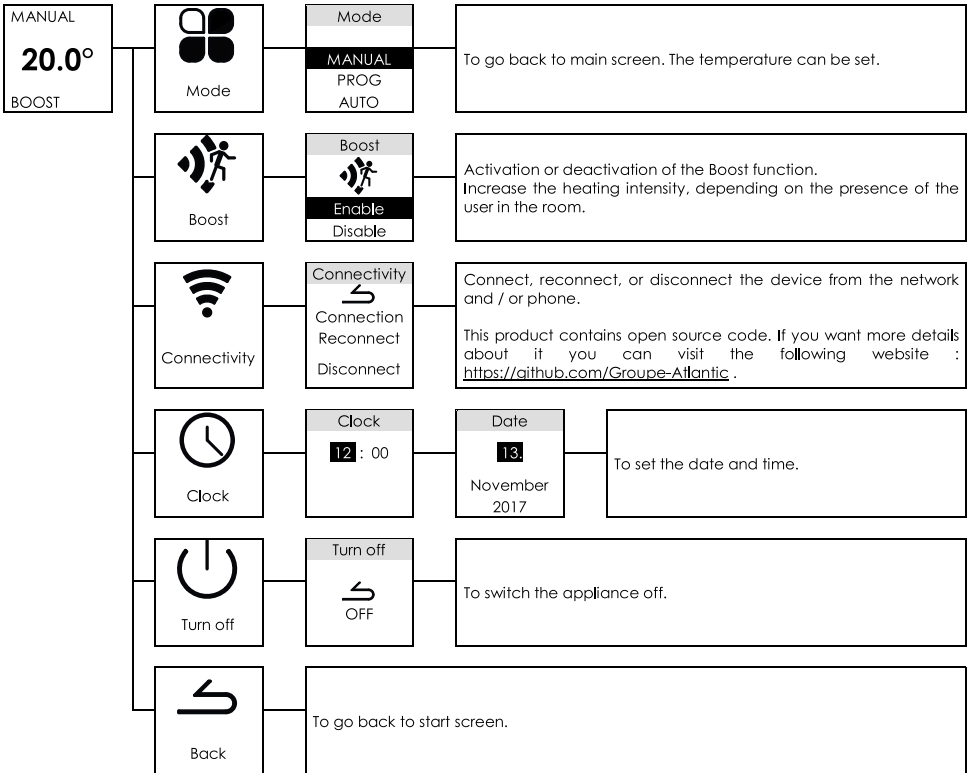 MANUAL
20.0°
BOOST
Mode
Mode
MANUAL
PROG
AUTO
To go back to main screen. The temperature can be set.
Boost
Boost
Enable
Disable
Activation or deactivation of the Boost function.
Increase the heating intensity, depending on the presence of the
user in the room.
Connectivity
Connectivity
Connection
Reconnect
Disconnect
Connect, reconnect, or disconnect the device from the network
and / or phone.
This product contains open source code. If you want more details
about it you can visit the following website :
https://github.com/Groupe-Atlantic .
Clock
Clock
12 : 00
Date
13.
November
2017
To set the date and time.
Turn off
Turn off
OFF
To switch the appliance off.
Back
To go back to start screen.